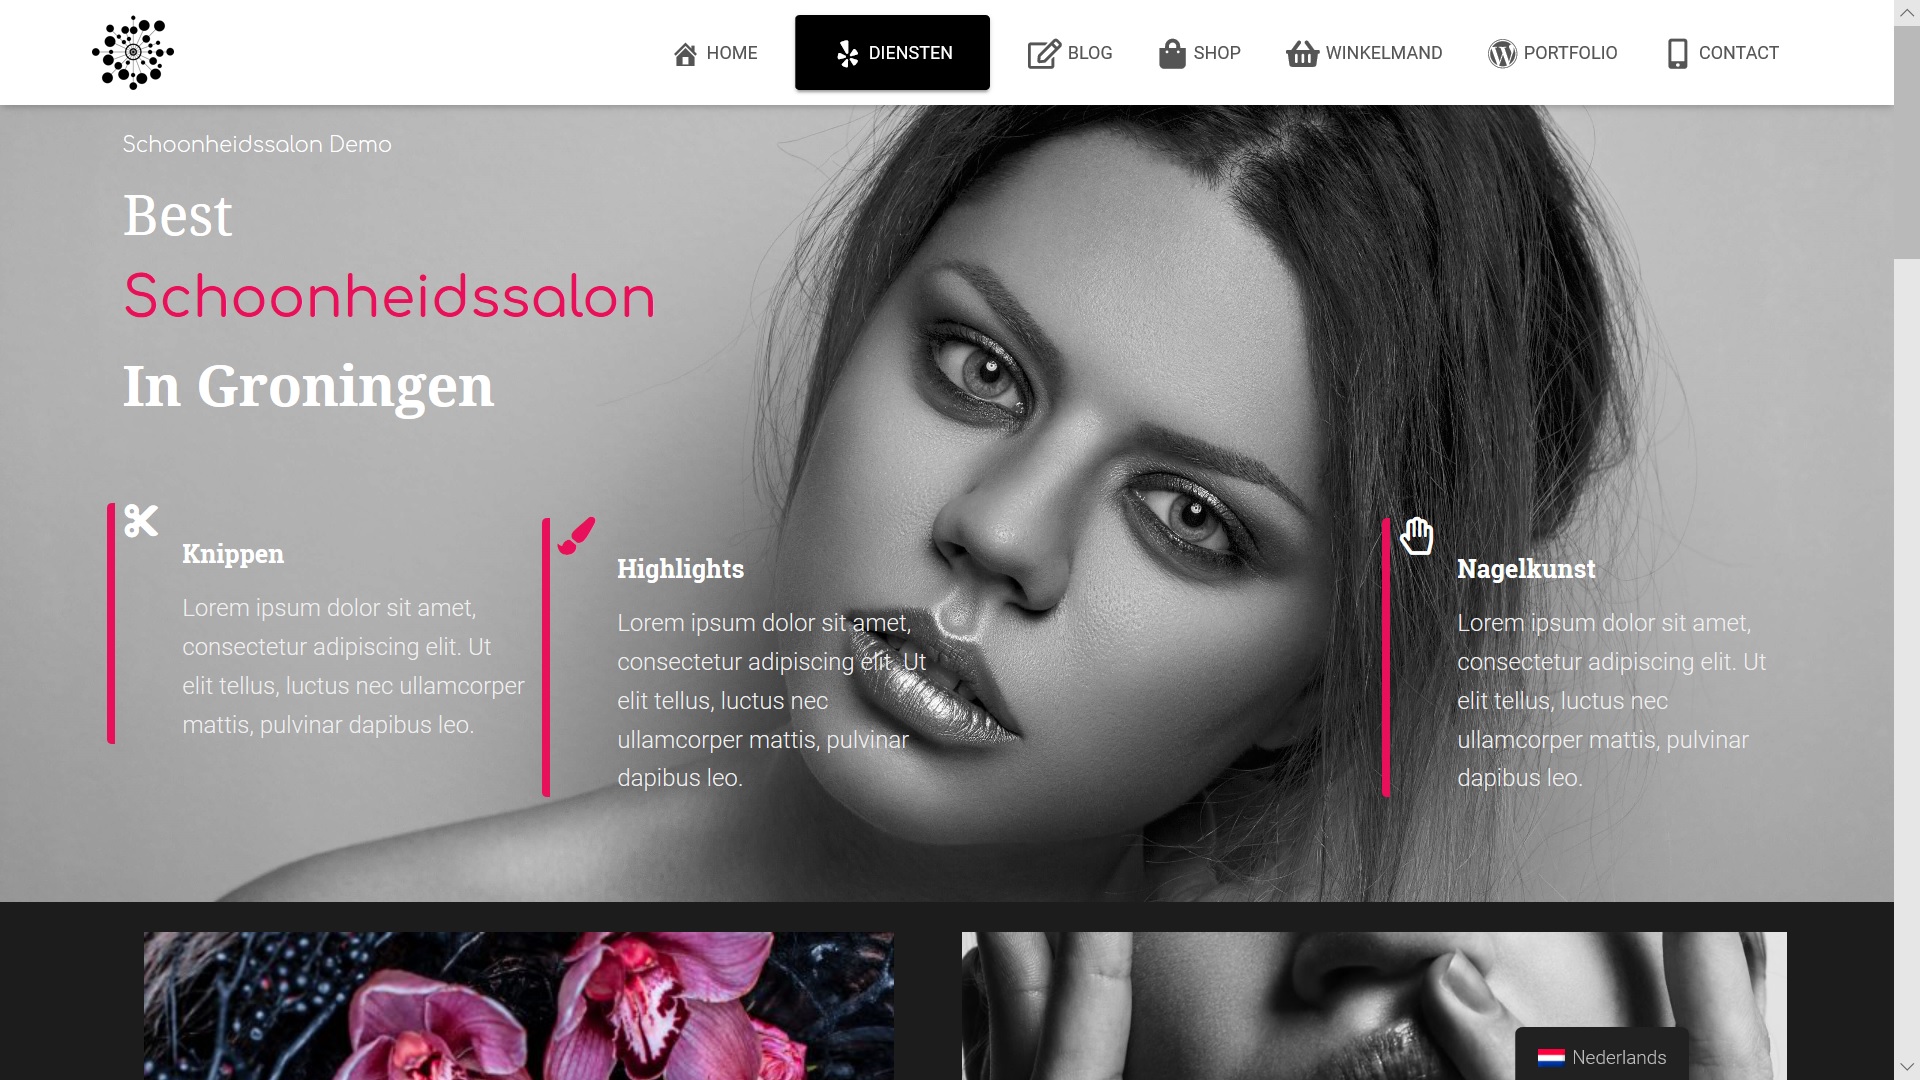 HOME
DIENSTEN
BLOG
SHOP
WINKELMAND
PORTFOLIO
CONTACT
Schoonheidssalon Demo
Best
Schoonheidssalon
In Groningen
Knippen
Lorem ipsum dolor sit amet,
consectetur adipiscing elit. Ut
elit tellus, luctus nec ullamcorper
mattis, pulvinar dapibus leo.
Highlights
Lorem ipsum dolor sit amet,
consectetur adipiscing elit. Ut
elit tellus, luctus nec
ullamcorper mattis, pulvinar
dapibus leo.
Nagelkunst
Lorem ipsum dolor sit amet,
consectetur adipiscing elit. Ut
elit tellus, luctus nec
ullamcorper mattis, pulvinar
dapibus leo.
Nederlands